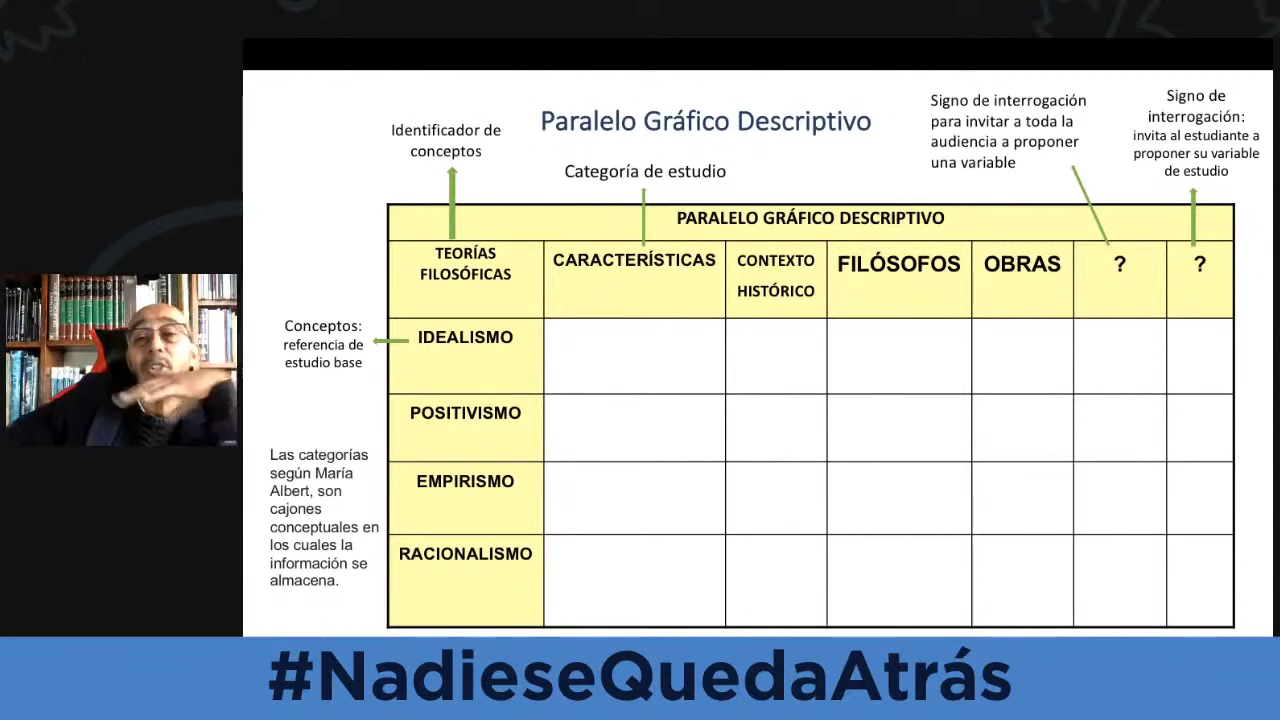 Identificador de
conceptos
Paralelo Gráfico Descriptivo
Categoría de estudio
Signo de interrogación
para invitar a toda la
audiencia a proponer
una variable
Signo de
interrogación:
invita al estudiante a
proponer su variable
de estudio
PARALELO GRÁFICO DESCRIPTIVO
TEORÍAS
FILOSÓFICAS
CARACTERÍSTICAS
CONTEXTO
HISTÓRICO
FILÓSOFOS
OBRAS
?
?
Conceptos:
referencia de
estudio base
IDEALISMO
POSITIVISMO
EMPIRISMO
RACIONALISMO
Las categorías
según María
Albert, son
cajones
conceptuales en
los cuales la
información se
almacena.
#NadieseQuedaAtrás